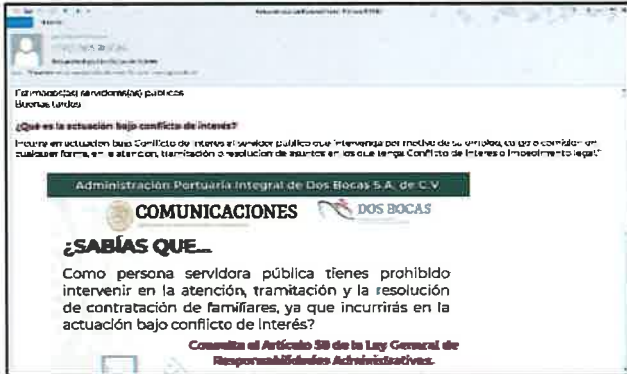 Estimados(as) servidores(as) públicos
Buenas tardes
¿Qué es la actuación bajo conflicto de interés?
Incurre en actuación bajo Conflicto de Interés el servidor público que intervenga por motivo de su empleo, cargo o comisión en
cualquier forma, en la atención, tramitación o resolución de asuntos en los que tenga Conflicto de Interés o Impedimento legal."
Administración Portuaria Integral de Dos Bocas S.A. de C.V.
COMUNICACIONES
DOS BOCAS
¿SABÍAS QUE...
Como persona servidora pública tienes prohibido
intervenir en la atención, tramitación y la resolución
de contratación de familiares, ya que incurrirás en la
actuación bajo conflicto de interés?
Consulta el Artículo 58 de la Ley General de
Responsabilidades Administrativas.